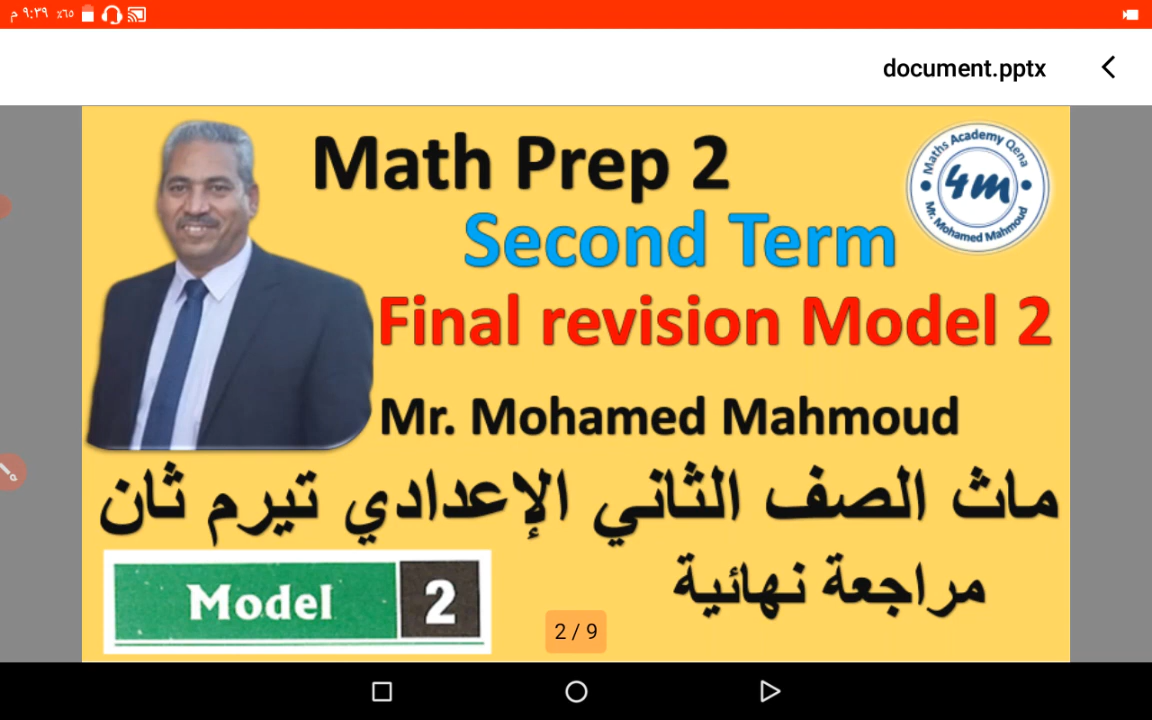 م ٩:٣٩ ٪٦٥
document.pptx
Math Prep 2
Second Term
Final revision Model 2
Mr. Mohamed Mahmoud
Maths Academy Qena
4m
Mr. Mohamed Mahmoud
ماث الصف الثاني الإعدادي تيرم ثان
مراجعة نهائية
Model 2
2 / 9